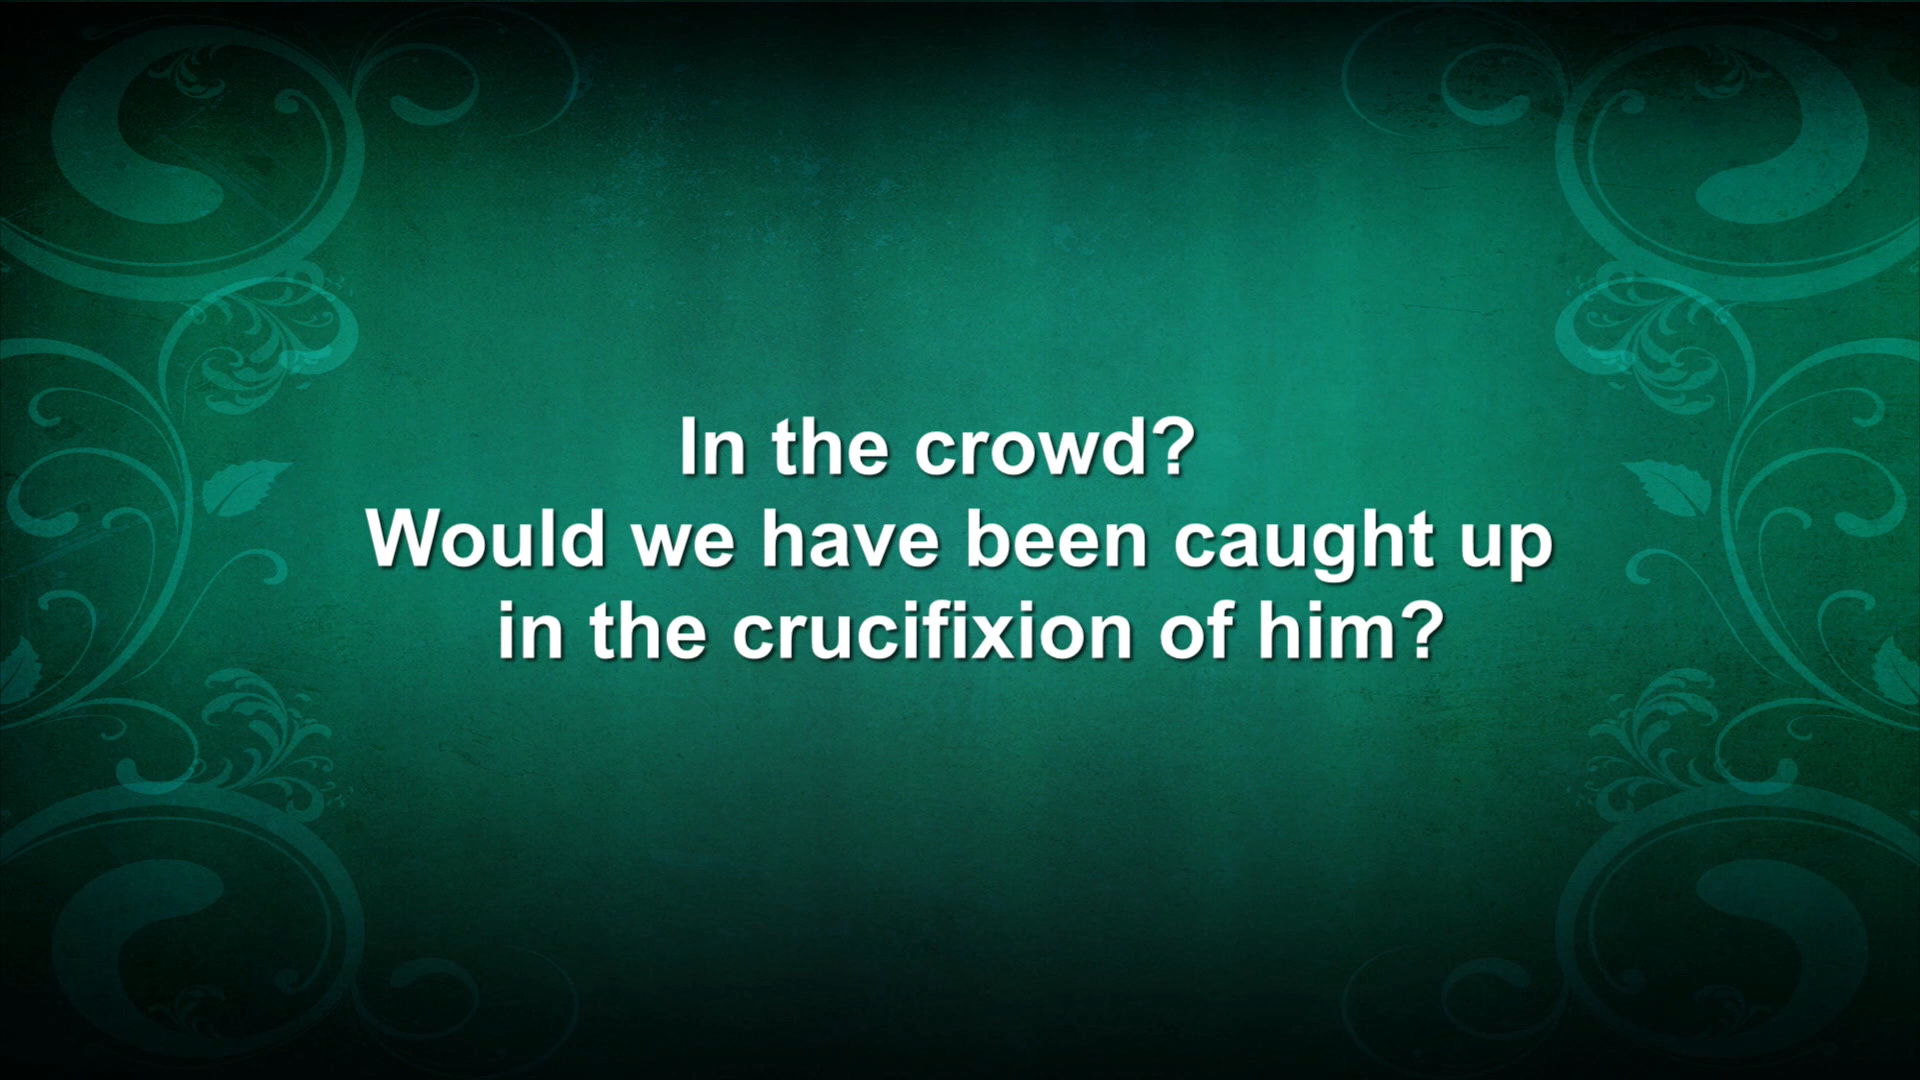 In the crowd?
Would we have been caught up
in the crucifixion of him?